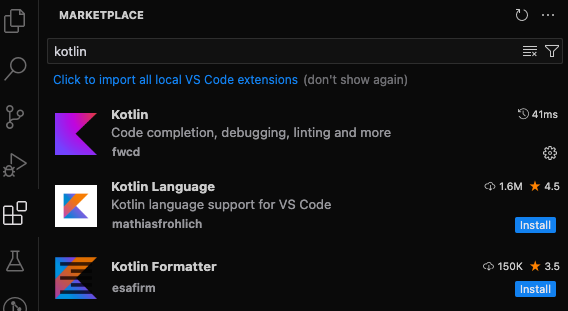 MARKETPLACE
kotlin
Click to import all local VS Code extensions (don't show again)
Kotlin 41ms
Code completion, debugging, linting and more
fwcd
Kotlin Language 1.6M ★ 4.5
Kotlin language support for VS Code
mathiasfrohlich Install
Kotlin Formatter 150K ★ 3.5
esafirm Install